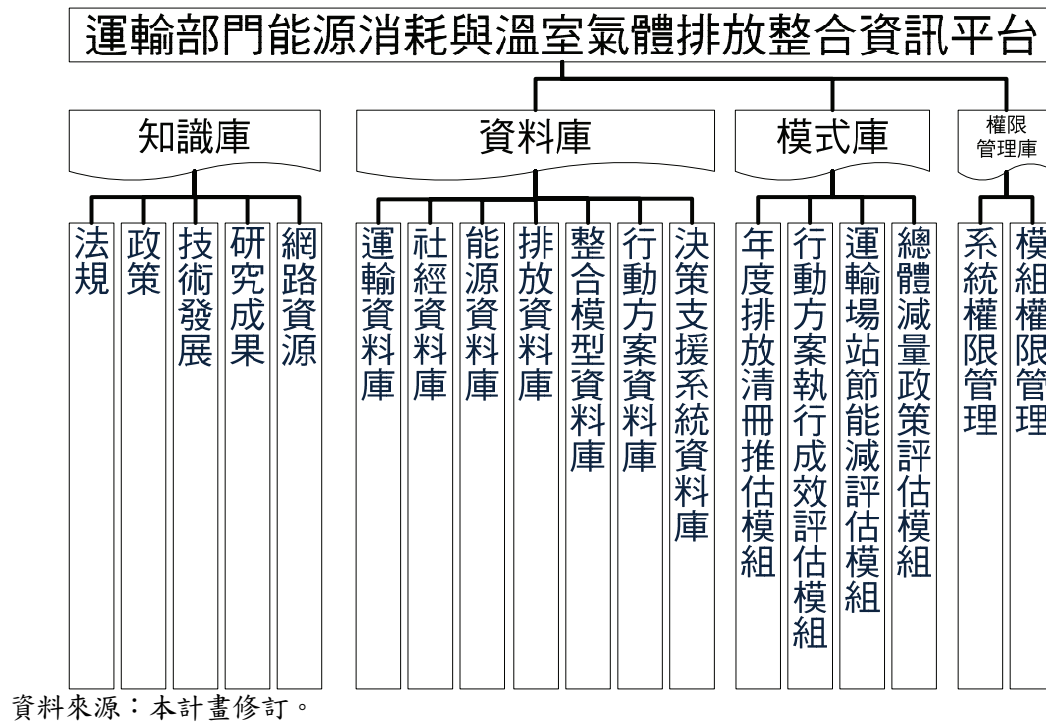 運輸部門能源消耗與溫室氣體排放整合資訊平台
知識庫
資料庫
模式庫
權限
管理庫
法規
政策
技術發展
研究成果
網路資源
運輸資料庫
社經資料庫
能源資料庫
排放資料庫
整合模型資料庫
行動方案資料庫
決策支援系統資料庫
年度排放清冊推估模組
行動方案執行成效評估模組
運輸場站節能減評估模組
總體減量政策評估模組
系統權限管理
模組權限管理
資料來源：本計畫修訂。